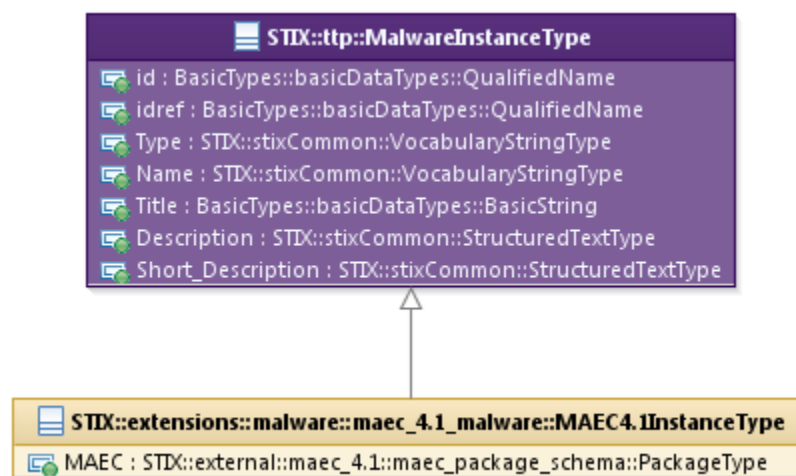 STIX::ttp::MalwareInstanceType
id : BasicTypes::basicDataTypes::QualifiedName
idref : BasicTypes::basicDataTypes::QualifiedName
Type : STIX::stixCommon::VocabularyStringType
Name : STIX::stixCommon::VocabularyStringType
Title : BasicTypes::basicDataTypes::BasicString
Description : STIX::stixCommon::StructuredTextType
Short_Description : STIX::stixCommon::StructuredTextType
STIX::extensions::malware::maec_4.1_malware::MAEC4.1InstanceType
MAEC : STIX::external::maec_4.1::maec_package_schema::PackageType